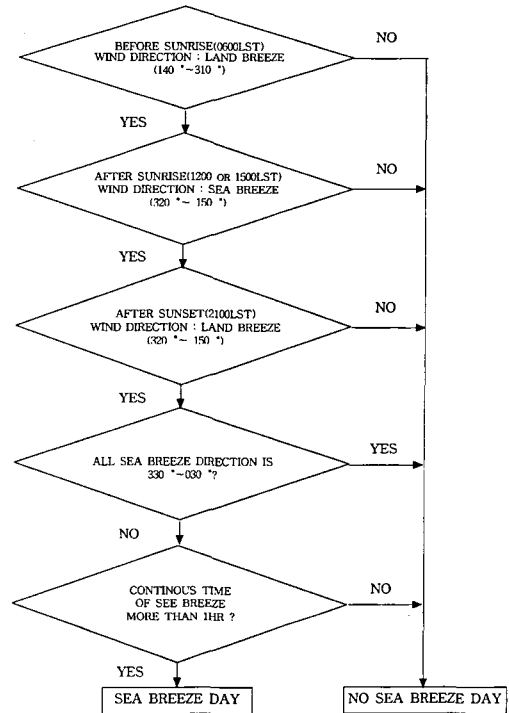 BEFORE SUNRISE(0600LST)
WIND DIRECTION : LAND BREEZE
(140 °~310 °)
NO
YES
AFTER SUNRISE(1200 OR 1500LST)
WIND DIRECTION : SEA BREEZE
(320 °~ 150 °)
NO
YES
AFTER SUNSET(2100LST)
WIND DIRECTION : LAND BREEZE
(320 °~ 150 °)
NO
YES
ALL SEA BREEZE DIRECTION IS
330 °~030 °?
YES
NO
CONTINOUS TIME
OF SEE BREEZE
MORE THAN 1HR ?
NO
YES
SEA BREEZE DAY
NO SEA BREEZE DAY